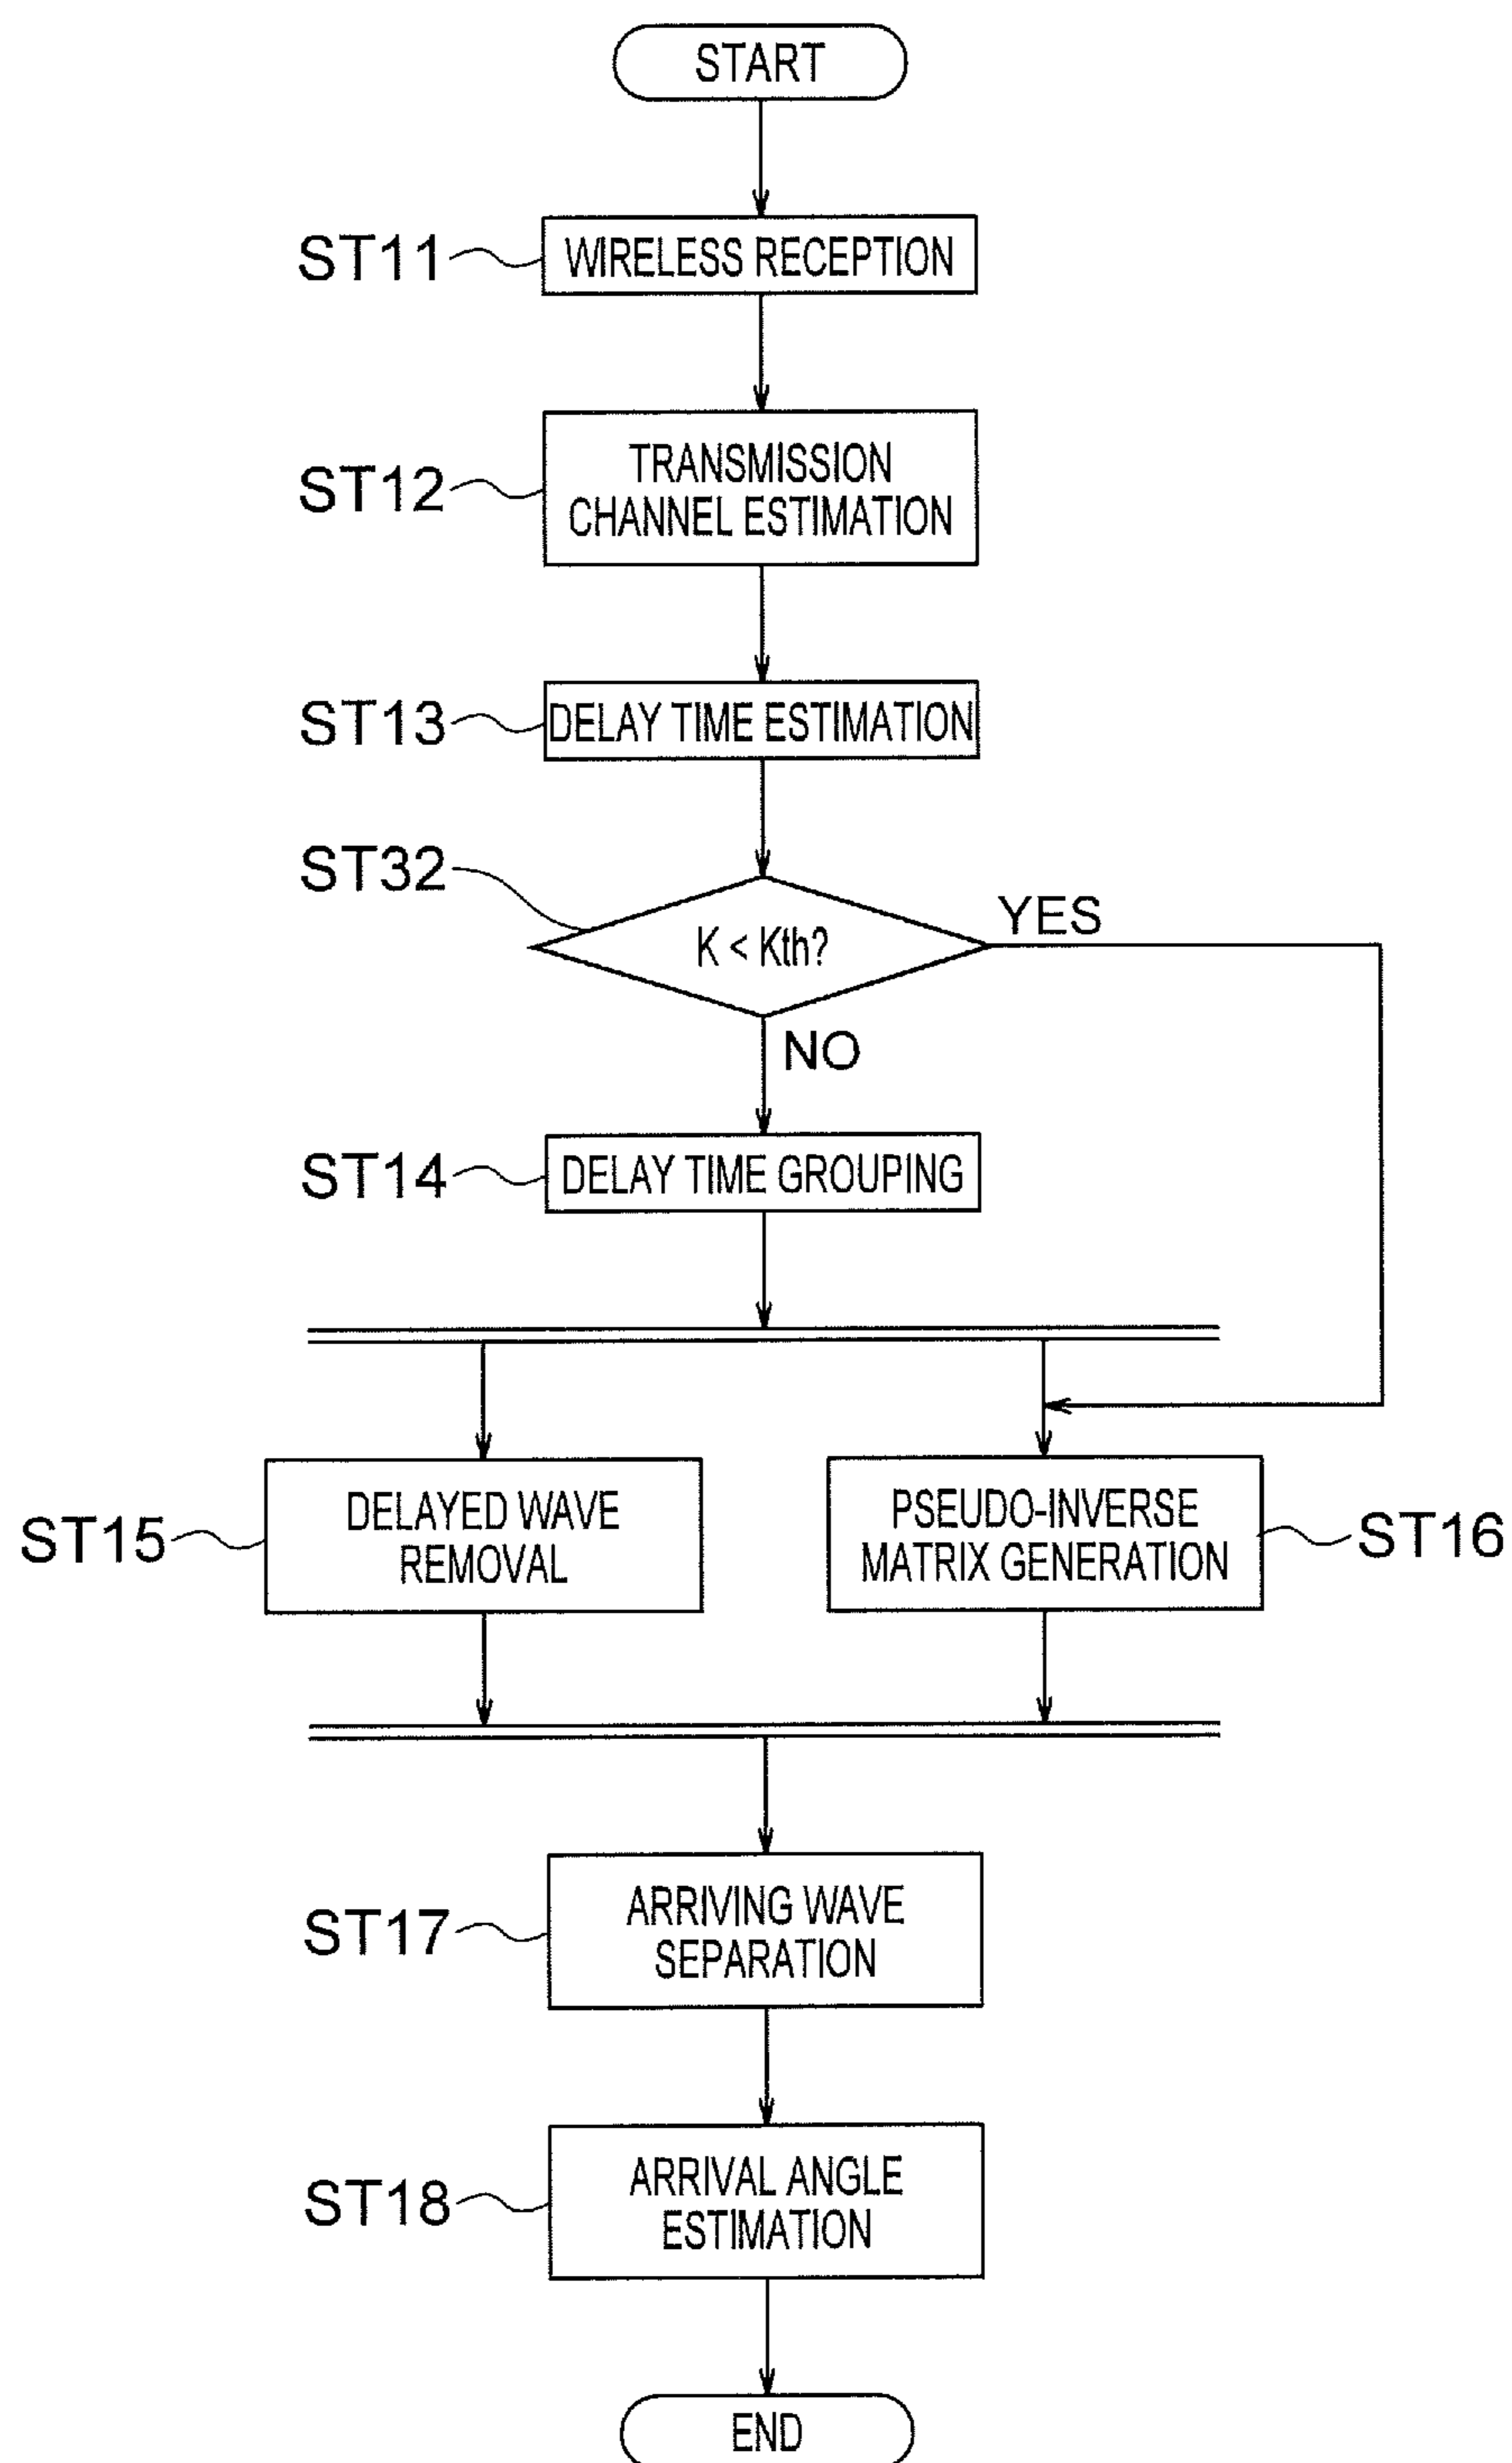 START
ST11
WIRELESS RECEPTION
ST12
TRANSMISSION
CHANNEL ESTIMATION
ST13
DELAY TIME ESTIMATION
ST32
K < Kth?
YES
NO
ST14
DELAY TIME GROUPING
ST15
DELAYED WAVE
REMOVAL
PSEUDO-INVERSE
MATRIX GENERATION
ST16
ST17
ARRIVING WAVE
SEPARATION
ST18
ARRIVAL ANGLE
ESTIMATION
END